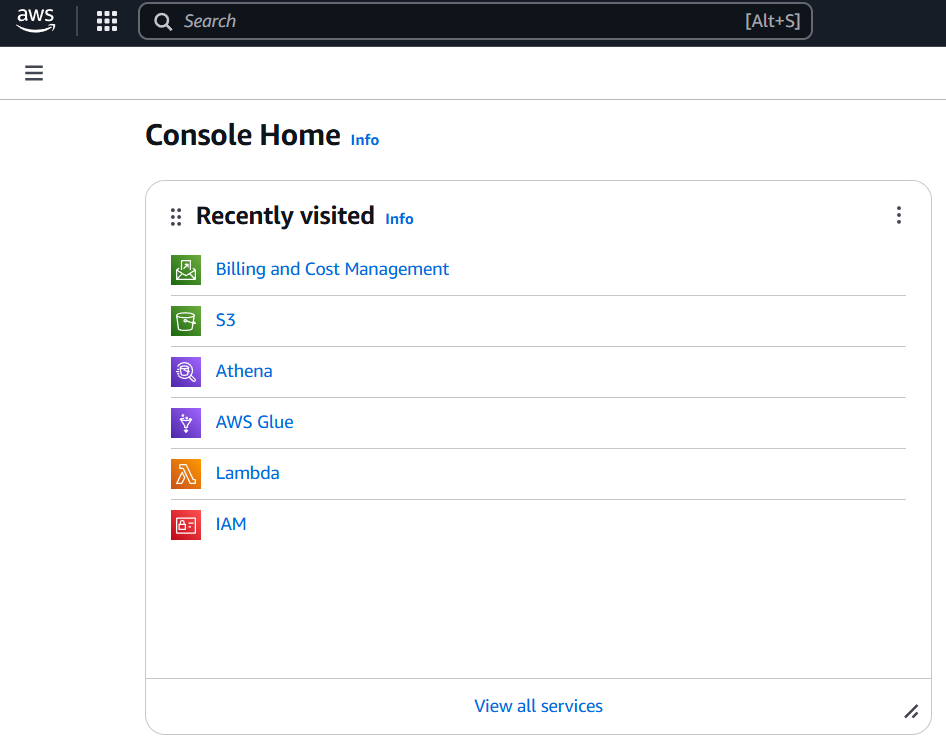 aws
Search [Alt+S]
Console Home Info
Recently visited Info
Billing and Cost Management
S3
Athena
AWS Glue
Lambda
IAM
View all services